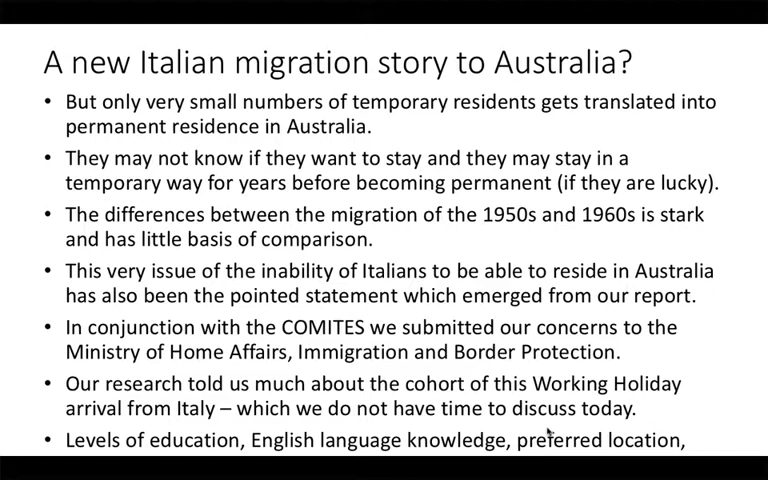 A new Italian migration story to Australia?
• But only very small numbers of temporary residents gets translated into
permanent residence in Australia.
• They may not know if they want to stay and they may stay in a
temporary way for years before becoming permanent (if they are lucky).
• The differences between the migration of the 1950s and 1960s is stark
and has little basis of comparison.
• This very issue of the inability of Italians to be able to reside in Australia
has also been the pointed statement which emerged from our report.
• In conjunction with the COMITES we submitted our concerns to the
Ministry of Home Affairs, Immigration and Border Protection.
• Our research told us much about the cohort of this Working Holiday
arrival from Italy – which we do not have time to discuss today.
• Levels of education, English language knowledge, preferred location,